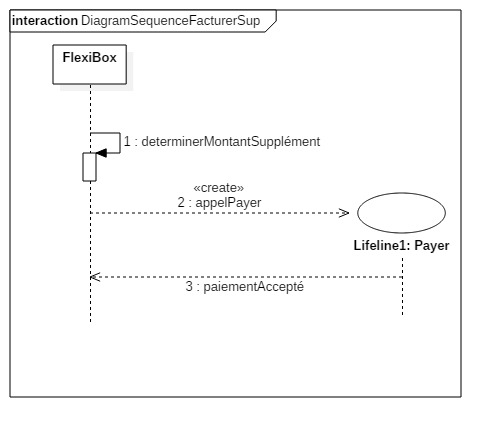 interaction DiagramSequenceFacturerSup
FlexiBox
1 : determinerMontantSupplément
«create»
2 : appelPayer
Lifeline1: Payer
3 : paiementAccepté